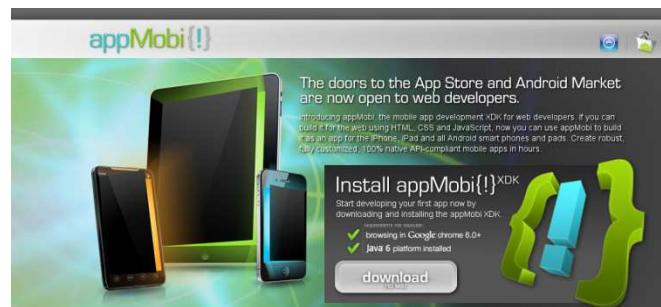 appMobi{!}
The doors to the App Store and Android Market
are now open to web developers.
Introducing appMobi, the mobile app development XDK for web developers. If you can
build it for the web using HTML, CSS and JavaScript, now you can use appMobi to build
it as an app for the iPhone, iPad and all Android smart phones and pads. Create robust,
fully customized, 100% native API-compliant mobile apps in hours.
Install appMobi{!} XDK
Start developing your first app now by
downloading and installing the appMobi XDK.
browsing in Google chrome 6.0+
Java 6 platform installed
download
{!}